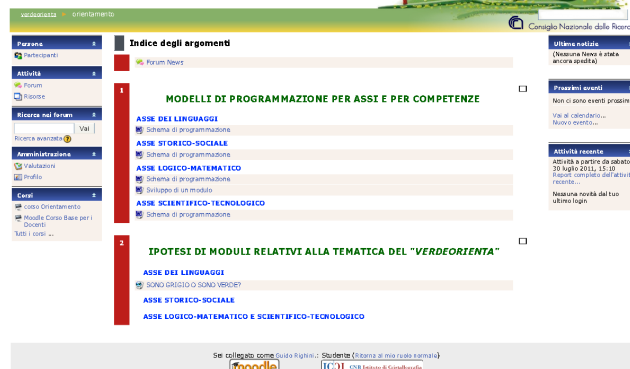 verdeorienta orientamento
Consiglio Nazionale delle Ricerc
Persone
Partecipanti
Attività
Forum
Risorse
Ricerca nei forum
Vai
Ricerca avanzata
Amministrazione
Valutazioni
Profilo
Corsi
corso Orientamento
Moodle Corso Base per i
Docenti
Tutti i corsi ...
Indice degli argomenti
Forum News
1
MODELLI DI PROGRAMMAZIONE PER ASSI E PER COMPETENZE
ASSE DEI LINGUAGGI
Schema di programmazione
ASSE STORICO-SOCIALE
Schema di programmazione
ASSE LOGICO-MATEMATICO
Schema di programmazione
Sviluppo di un modulo
ASSE SCIENTIFICO-TECNOLOGICO
Schema di programmazione
2
IPOTESI DI MODULI RELATIVI ALLA TEMATICA DEL "VERDEORIENTA"
ASSE DEI LINGUAGGI
SONO GRIGIO O SONO VERDE?
ASSE STORICO-SOCIALE
ASSE LOGICO-MATEMATICO E SCIENTIFICO-TECNOLOGICO
Ultime notizie
(Nessuna News è stata
ancora spedita)
Prossimi eventi
Non ci sono eventi prossim
Vai al calendario...
Nuovo evento...
Attività recente
Attività a partire da sabato
30 luglio 2011, 15:10
Report completo dell'attivit
recente...
Nessuna novità dal tuo
ultimo login
Sei collegato come Guido Righini.: Studente (Ritorna al mio ruolo normale)
moodle